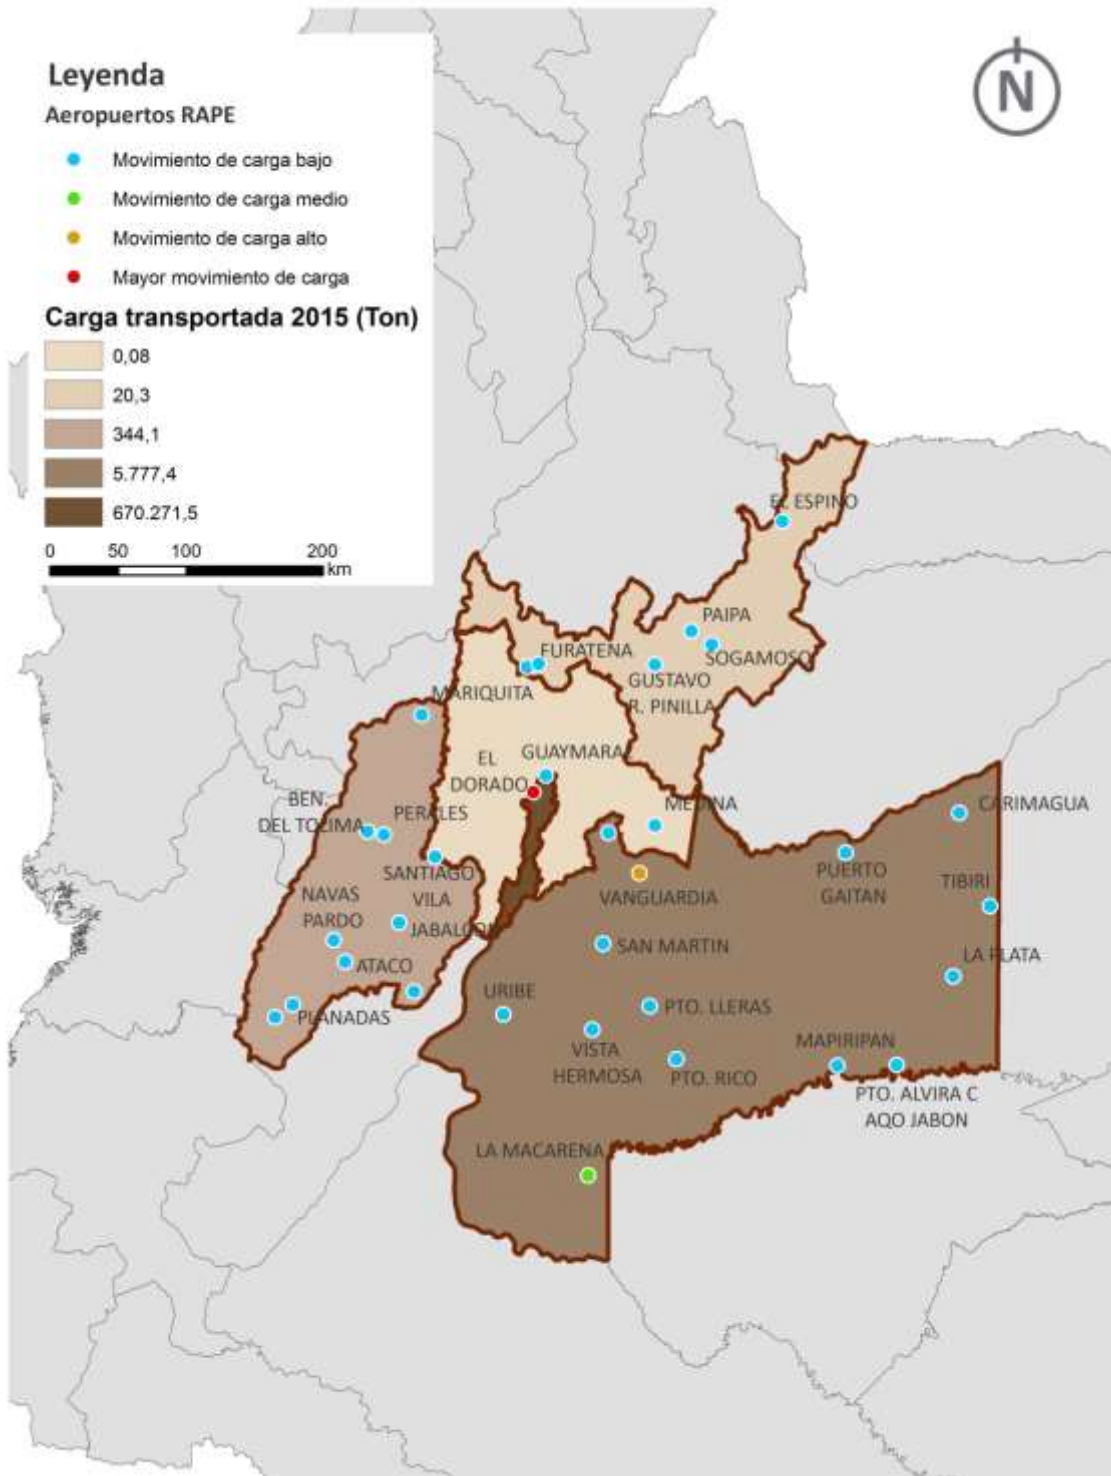 Leyenda
Aeropuertos RAPE
Movimiento de carga bajo
Movimiento de carga medio
Movimiento de carga alto
Mayor movimiento de carga
Carga transportada 2015 (Ton)
0,08
20,3
344,1
5.777,4
670.271,5
0 50 100 200
km
N
EL ESPINO
PAIPA
SOGAMOSO
FURATENA
GUSTAVO
R. PINILLA
MARIQUITA
GUAYMARAL
EL
DORADO
MEDINA
BEN.
DEL TOLIMA
PERALES
CARIMAGUA
SANTIAGO
VILA
PUERTO
GAITAN
TIBIRI
NAVAS
PARDO
VANGUARDIA
JABALCON
SAN MARTIN
LA PLATA
ATACO
URIBE
PTO. LLERAS
PLANADAS
VISTA
HERMOSA
PTO. RICO
MAPIRIPAN
PTO. ALVIRA C
AQO JABON
LA MACARENA